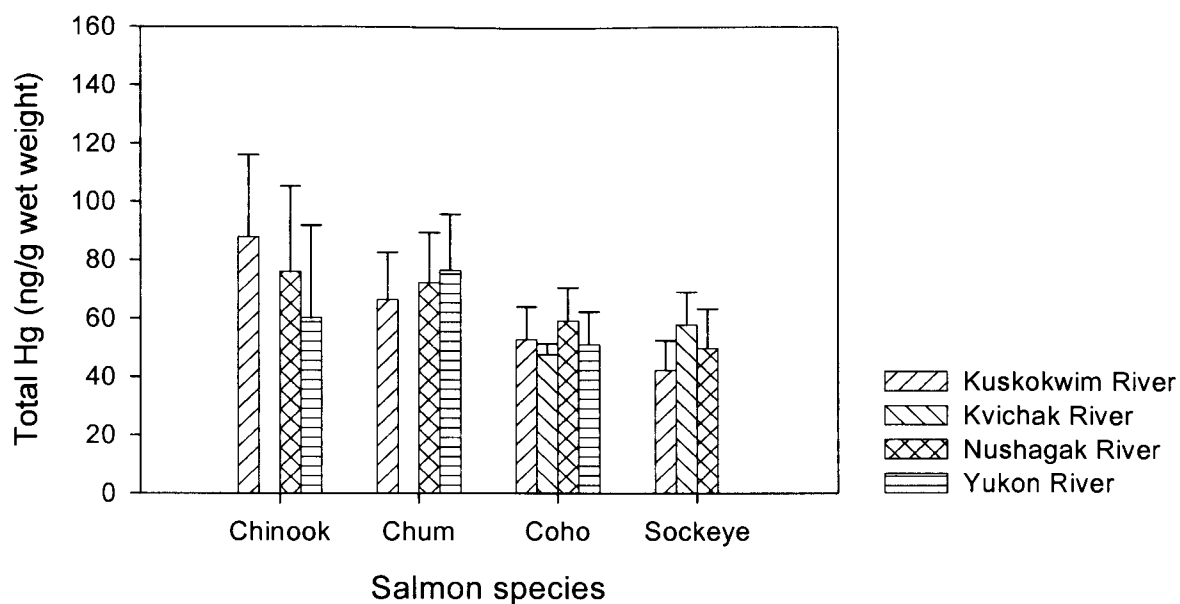 Total Hg (ng/g wet weight)
160
140
120
100
80
60
40
20
0
Chinook
Chum
Coho
Sockeye
Salmon species
Kuskokwim River
Kvichak River
Nushagak River
Yukon River